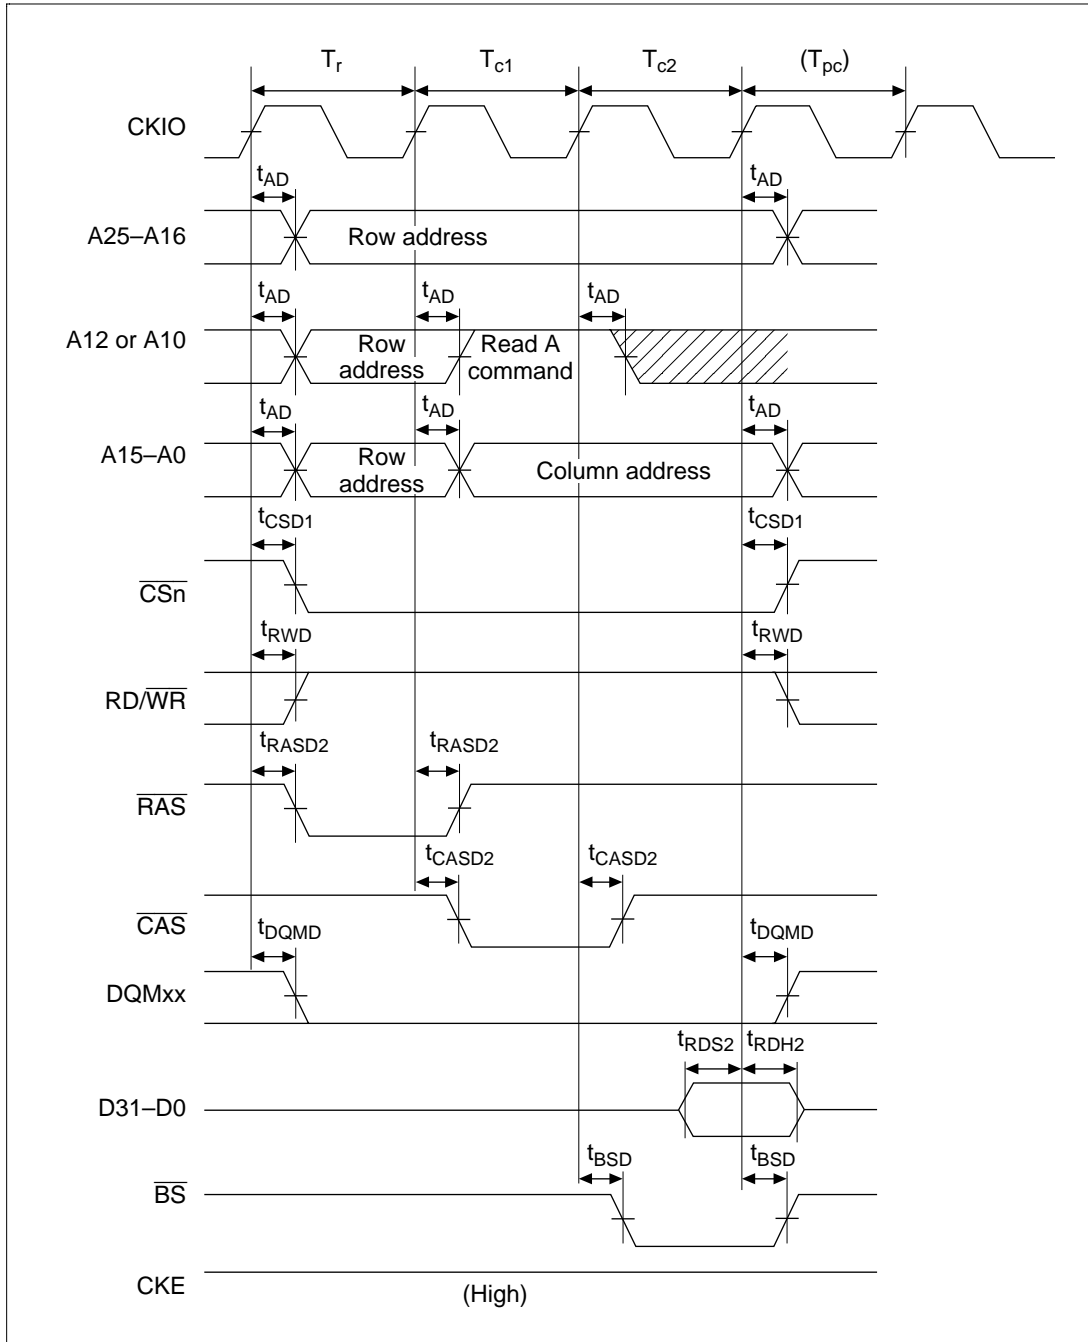 Tr Tc1 Tc2 (Tpc)
CKIO
tAD tAD
A25–A16 Row address
tAD tAD tAD
A12 or A10 Row address Read A command
tAD tAD tAD
A15–A0 Row address Column address
tCSD1 tCSD1
CSn
tRWD tRWD
RD/WR
tRASD2 tRASD2
RAS
tCASD2 tCASD2
CAS
tDQMD tDQMD
DQMxx
tRDS2 tRDH2
D31–D0
tBSD tBSD
BS
CKE (High)